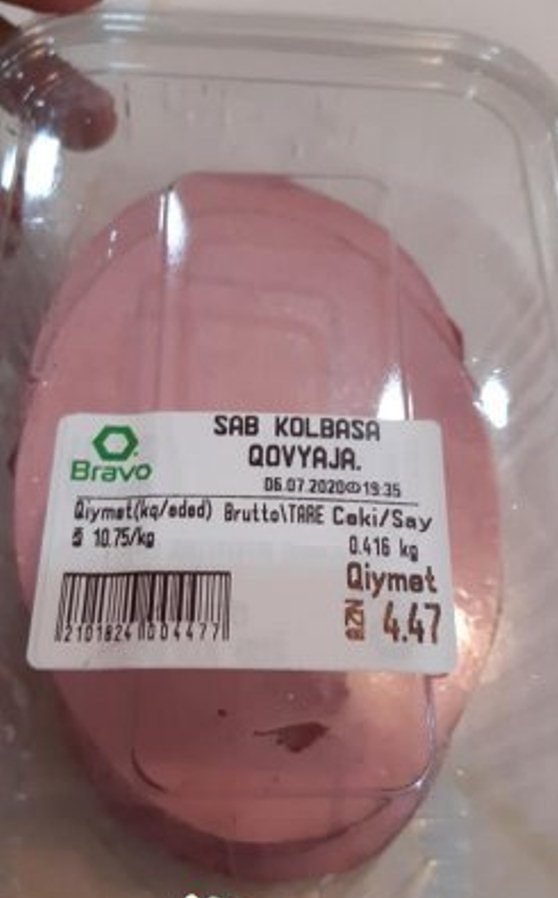 SAB KOLBASA
QOVYAJA.
Bravo
06.07.2020 19:35
Qiymet(kq/eded) Brutto\TARE Ceki/Say
10.75/kg 0.416 kg
Qiymet
AZN 4.47
2101824 004477